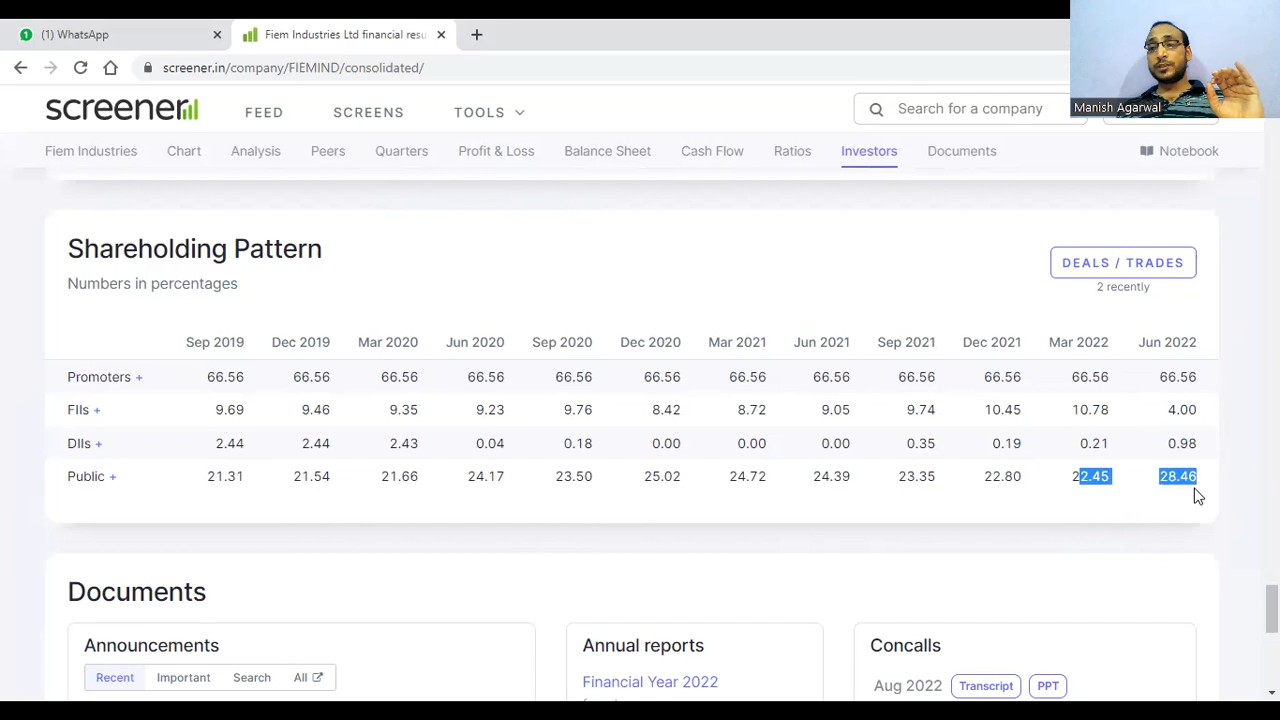 (1) WhatsApp
Fiem Industries Ltd financial resu
screener.in/company/FIEMIND/consolidated/
Manish Agarwal
screener
FEED SCREENS TOOLS
Search for a company
Fiem Industries Chart Analysis Peers Quarters Profit & Loss Balance Sheet Cash Flow Ratios Investors Documents Notebook
Shareholding Pattern
Numbers in percentages
DEALS / TRADES
2 recently
Sep 2019 Dec 2019 Mar 2020 Jun 2020 Sep 2020 Dec 2020 Mar 2021 Jun 2021 Sep 2021 Dec 2021 Mar 2022 Jun 2022
Promoters + 66.56 66.56 66.56 66.56 66.56 66.56 66.56 66.56 66.56 66.56 66.56 66.56
FIIs + 9.69 9.46 9.35 9.23 9.76 8.42 8.72 9.05 9.74 10.45 10.78 4.00
DIIs + 2.44 2.44 2.43 0.04 0.18 0.00 0.00 0.00 0.35 0.19 0.21 0.98
Public + 21.31 21.54 21.66 24.17 23.50 25.02 24.72 24.39 23.35 22.80 22.45 28.46
Documents
Announcements
Recent Important Search All
Annual reports
Financial Year 2022
Concalls
Aug 2022 Transcript PPT